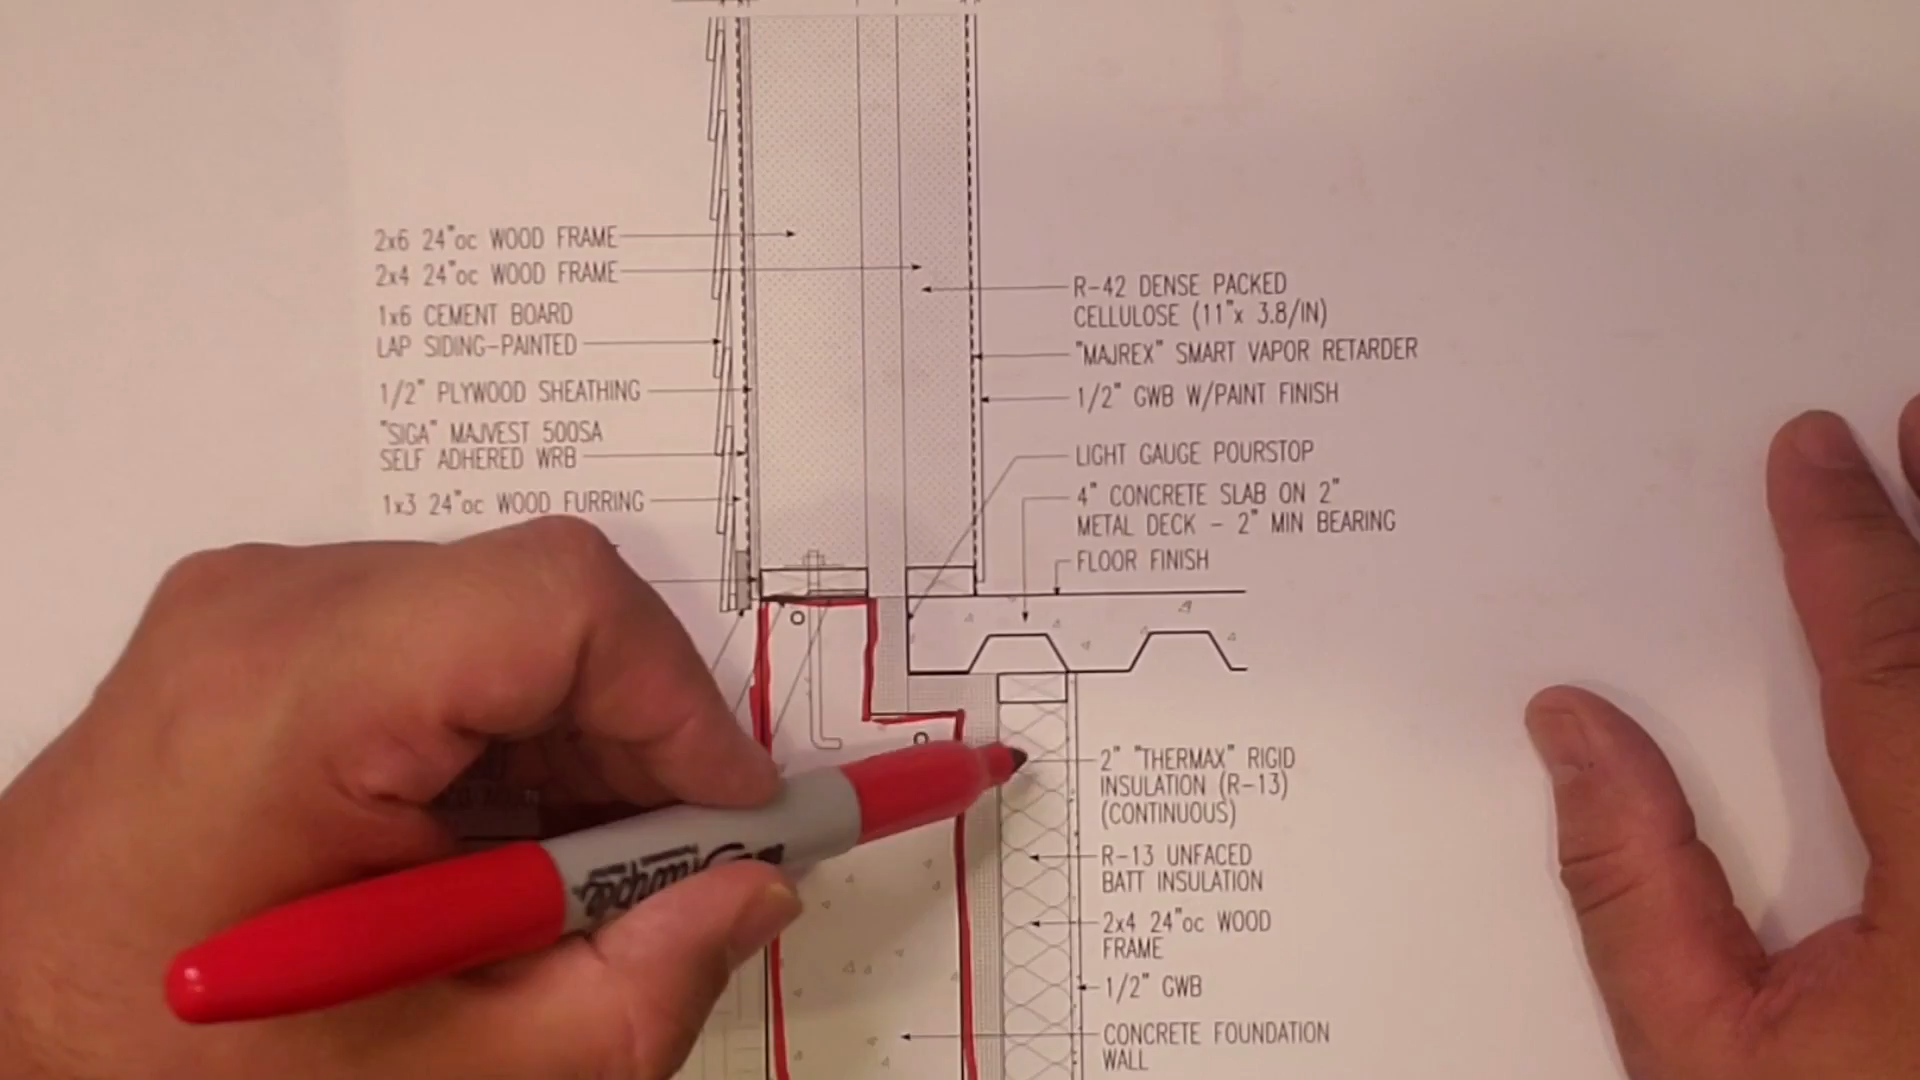 2x6 24"oc WOOD FRAME
2x4 24"oc WOOD FRAME
1x6 CEMENT BOARD
LAP SIDING-PAINTED
1/2" PLYWOOD SHEATHING
"SIGA" MAJVEST 500SA
SELF ADHERED WRB
1x3 24"oc WOOD FURRING
R-42 DENSE PACKED
CELLULOSE (11"x 3.8/IN)
"MAJREX" SMART VAPOR RETARDER
1/2" GWB W/PAINT FINISH
LIGHT GAUGE POURSTOP
4" CONCRETE SLAB ON 2"
METAL DECK - 2" MIN BEARING
FLOOR FINISH
2" "THERMAX" RIGID
INSULATION (R-13)
(CONTINUOUS)
R-13 UNFACED
BATT INSULATION
2x4 24"oc WOOD
FRAME
1/2" GWB
CONCRETE FOUNDATION
WALL
Sharpie